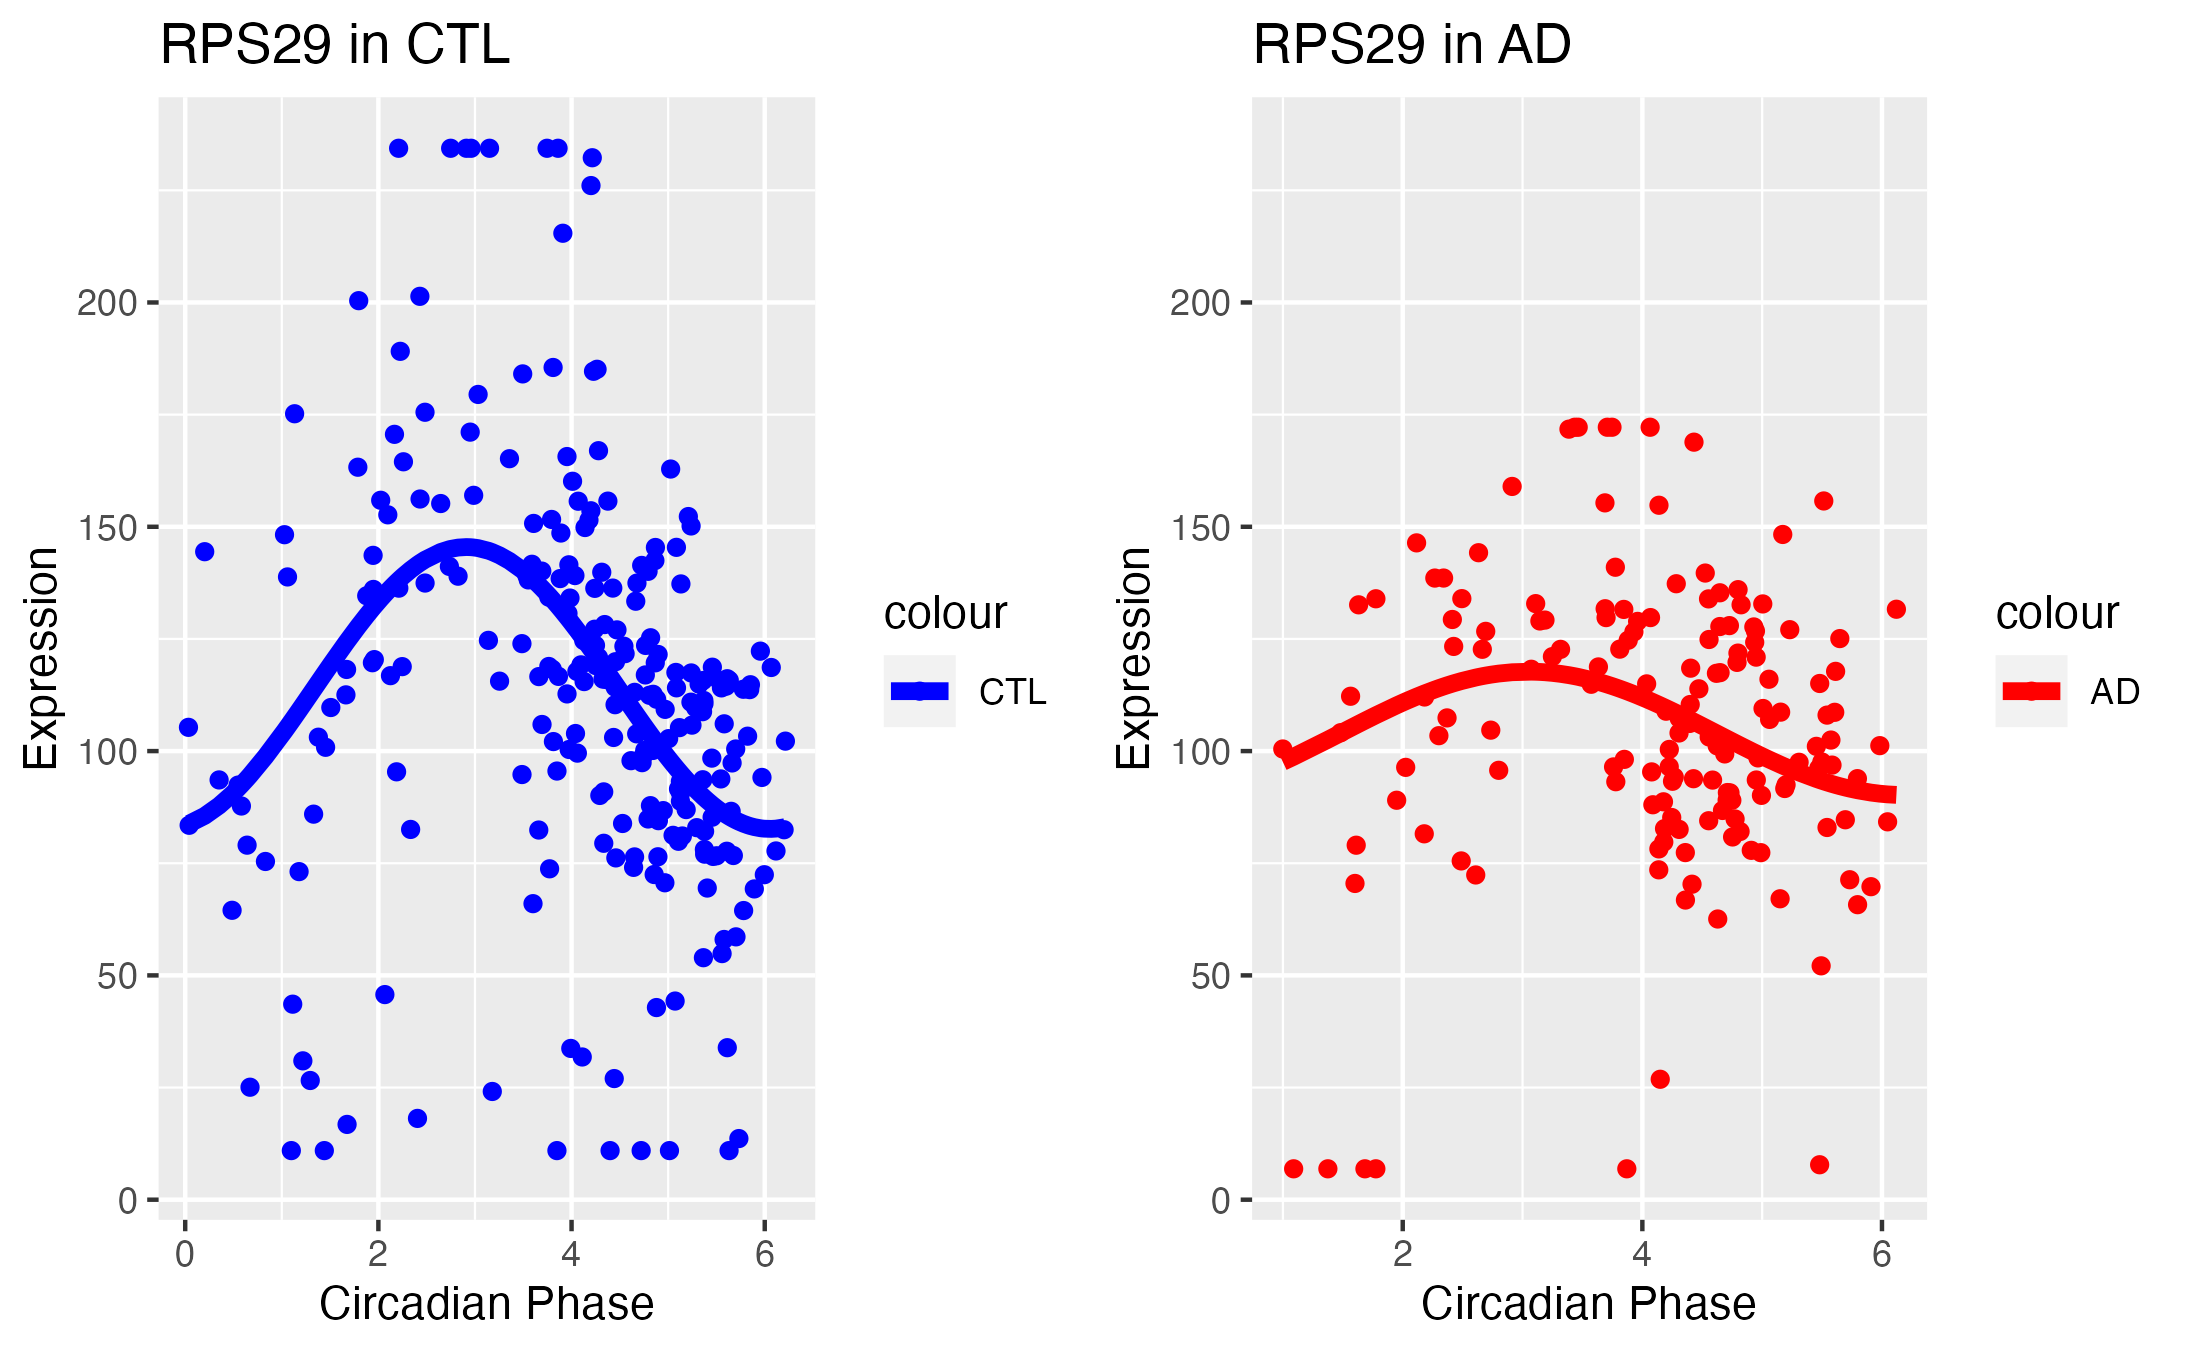 RPS29 in CTL
Expression
200
150
100
50
0
0 2 4 6
Circadian Phase
colour
CTL
RPS29 in AD
Expression
200
150
100
50
0
2 4 6
Circadian Phase
colour
AD